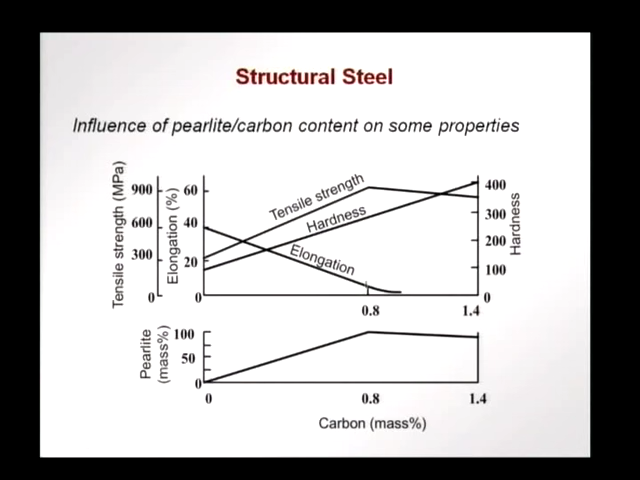 Structural Steel
Influence of pearlite/carbon content on some properties
Tensile strength (MPa)
900
600
300
0
Elongation (%)
60
40
20
0
Tensile strength
Hardness
Elongation
400
300
200
100
0
Hardness
0.8
1.4
Pearlite
(mass%)
100
50
0
0
0.8
1.4
Carbon (mass%)